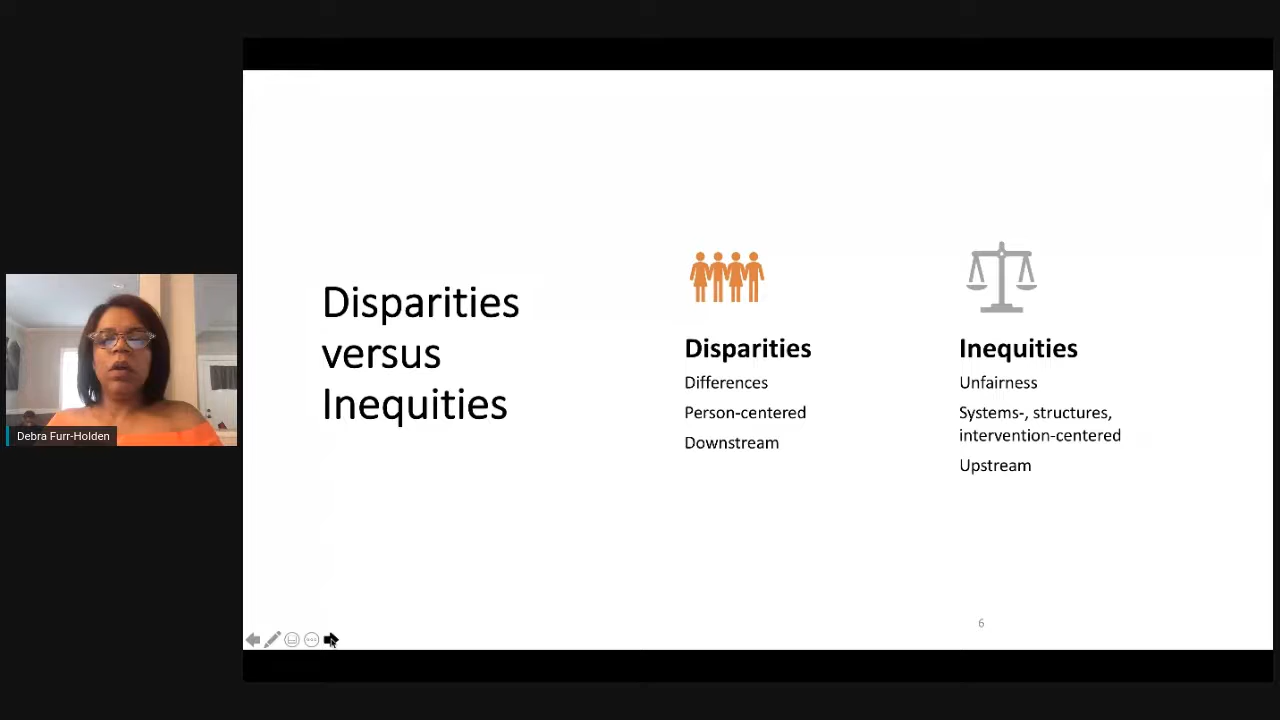 Disparities
versus
Inequities
Disparities
Differences
Person-centered
Downstream
Inequities
Unfairness
Systems-, structures,
intervention-centered
Upstream
Debra Furr-Holden
6